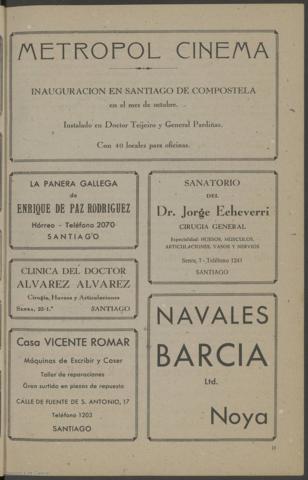 METROPOL CINEMA
INAUGURACION EN SANTIAGO DE COMPOSTELA
en el mes de octubre.
Instalado en Doctor Teijeiro y General Pardiñas.
Con 40 locales para oficinas.
LA PANERA GALLEGA
de
ENRIQUE DE PAZ RODRIGUEZ
Hórreo - Teléfono 2070
SANTIAGO
CLINICA DEL DOCTOR
ALVAREZ ALVAREZ
Cirugía, Huesos y Articulaciones
SENRA, 25-1.° SANTIAGO
Casa VICENTE ROMAR
Máquinas de Escribir y Coser
Taller de reparaciones
Gran surtido en piezas de repuesto
CALLE DE FUENTE DE S. ANTONIO, 17
Teléfono 1203
SANTIAGO
SANATORIO
DEL
Dr. Jorge Echeverri
CIRUGIA GENERAL
Especialidad: HUESOS, MUSCULOS,
ARTICULACIONES, VASOS Y NERVIOS
Senra, 7 - Teléfono 1241
SANTIAGO
NAVALES
BARCIA
Ltd.
Noya